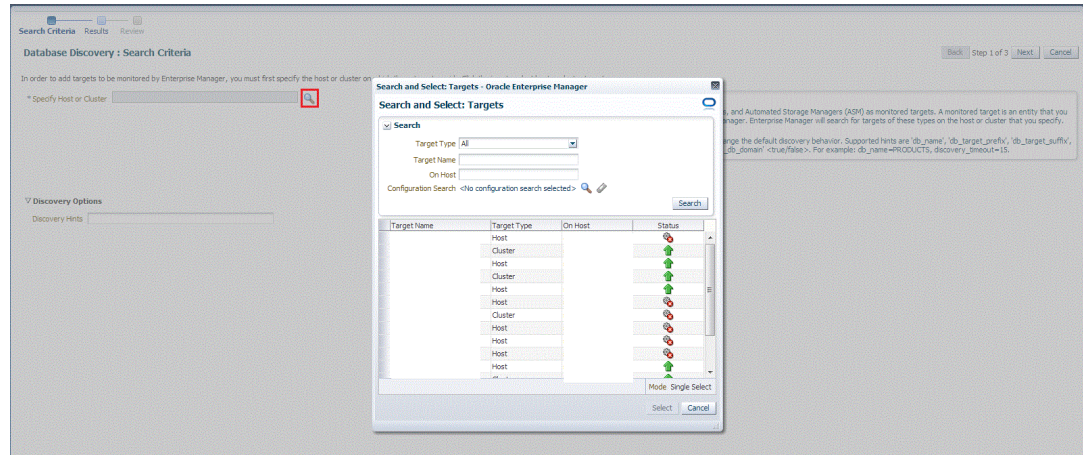 Search Criteria Results Review
Database Discovery : Search Criteria
Back Step 1 of 3 Next Cancel
In order to add targets to be monitored by Enterprise Manager, you must first specify the host or cluster on
* Specify Host or Cluster
s, and Automated Storage Managers (ASM) as monitored targets. A monitored target is an entity that you
anager. Enterprise Manager will search for targets of these types on the host or cluster that you specify.
ange the default discovery behavior. Supported hints are 'db_name', 'db_target_prefix', 'db_target_suffix',
_db_domain' <true/false>. For example: db_name=PRODUCTS, discovery_timeout=15.
Discovery Options
Discovery Hints
Search and Select: Targets - Oracle Enterprise Manager
Search and Select: Targets
Search
Target Type All
Target Name
On Host
Configuration Search <No configuration search selected>
Search
Target Name Target Type On Host Status
Host
Cluster
Host
Cluster
Host
Host
Cluster
Host
Host
Host
Host
Mode Single Select
Select Cancel